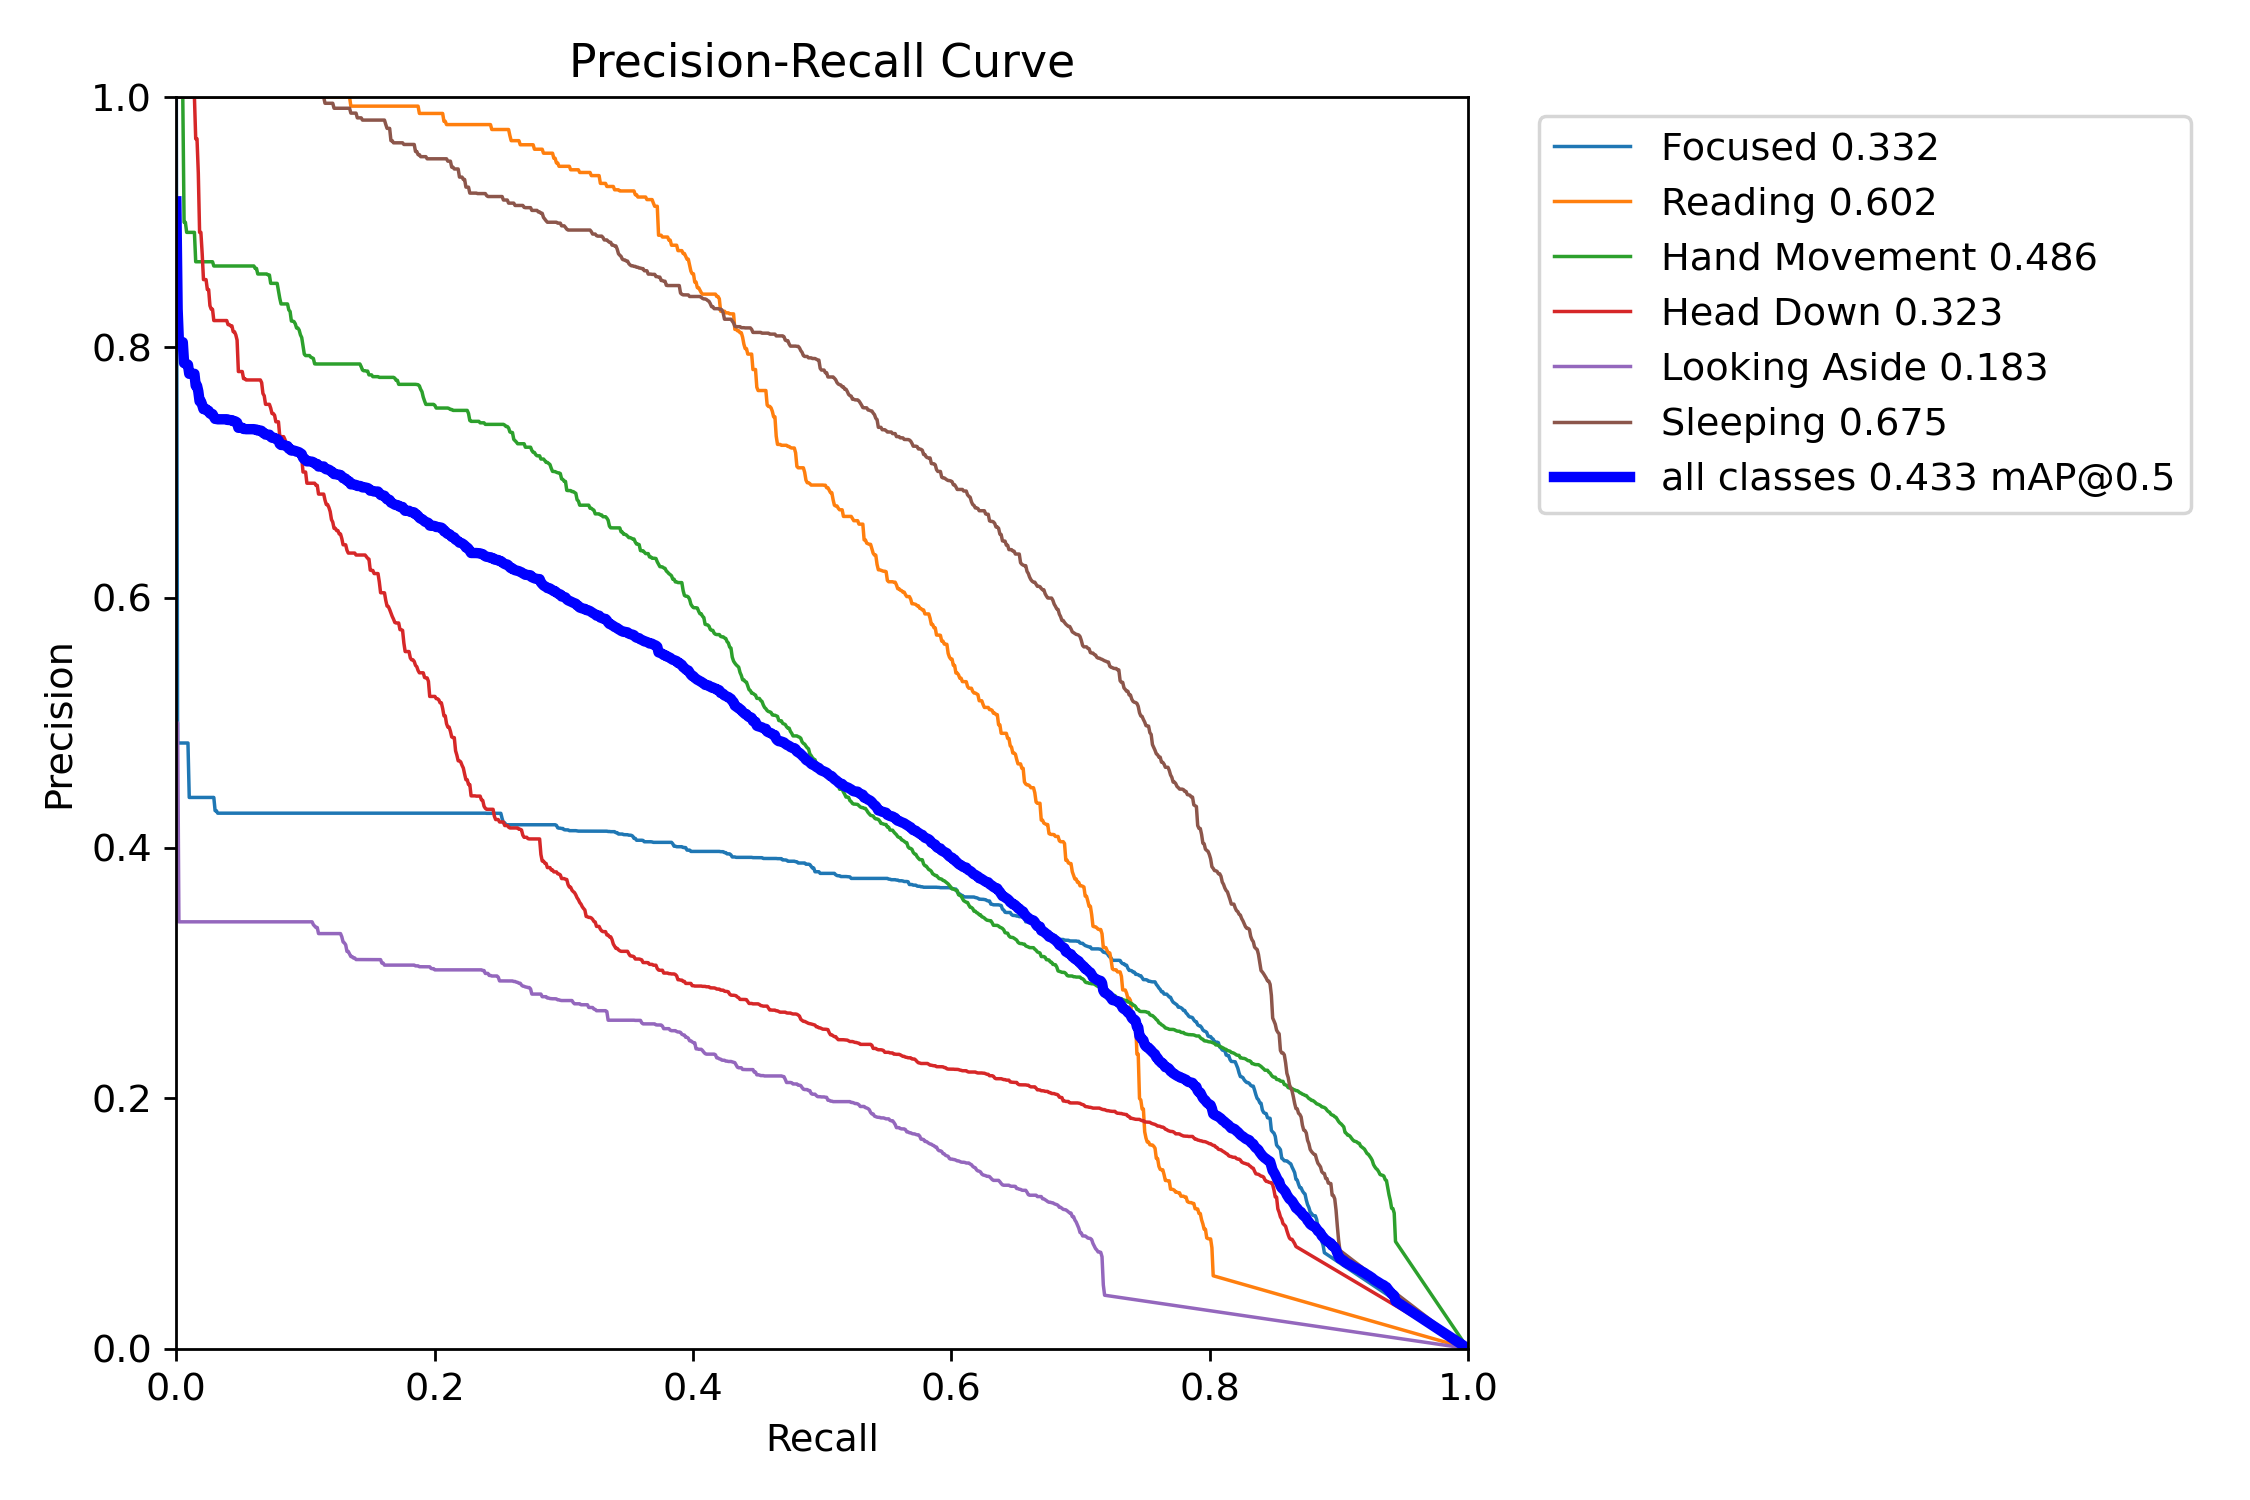 Precision-Recall Curve
1.0
0.8
0.6
0.4
0.2
0.0
Precision
0.0 0.2 0.4 0.6 0.8 1.0
Recall
Focused 0.332
Reading 0.602
Hand Movement 0.486
Head Down 0.323
Looking Aside 0.183
Sleeping 0.675
all classes 0.433 mAP@0.5